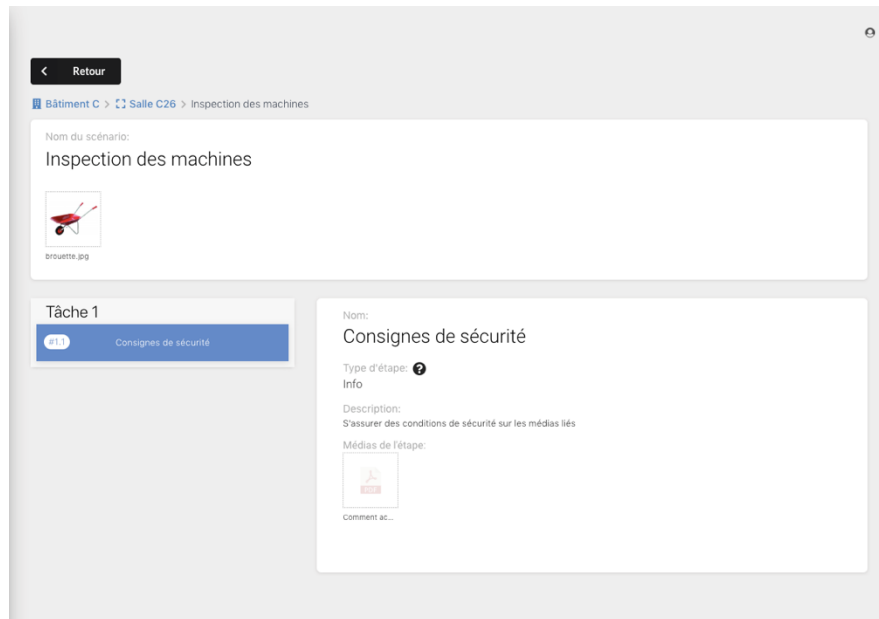 Retour
Bâtiment C > Salle C26 > Inspection des machines
Nom du scénario:
Inspection des machines
brouette.jpg
Tâche 1
#1.1 Consignes de sécurité
Nom:
Consignes de sécurité
Type d'étape: ?
Info
Description:
S'assurer des conditions de sécurité sur les médias liés
Médias de l'étape:
PDF
Comment ac...